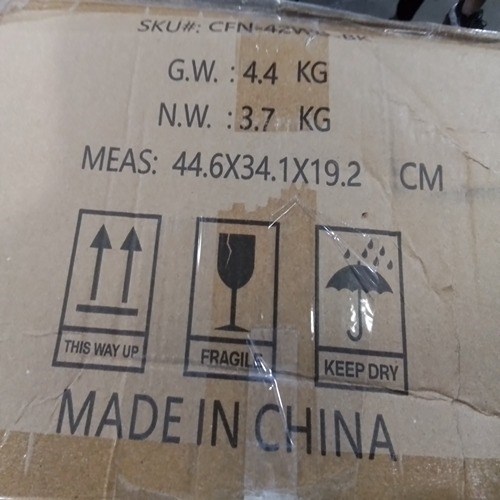 SKU#:
G.W. : 4.4 KG
N.W. : 3.7 KG
MEAS: 44.6X34.1X19.2 CM
THIS WAY UP
FRAGILE
KEEP DRY
MADE IN CHINA